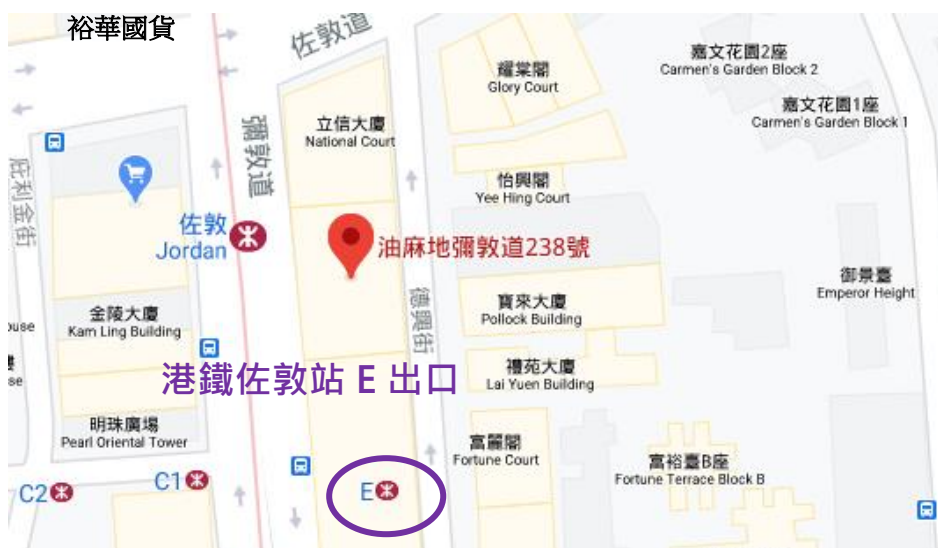 裕華國貨
佐敦道
耀棠閣
Glory Court
嘉文花園2座
Carmen's Garden Block 2
嘉文花園1座
Carmen's Garden Block 1
立信大廈
National Court
彌敦道
庇利金街
怡興閣
Yee Hing Court
佐敦
Jordan
油麻地彌敦道238號
御景臺
Emperor Height
德興街
寶來大廈
Pollock Building
金陵大廈
Kam Ling Building
港鐵佐敦站 E 出口
禮苑大廈
Lai Yuen Building
明珠廣場
Pearl Oriental Tower
富麗閣
Fortune Court
富裕臺B座
Fortune Terrace Block B
C2
C1
E